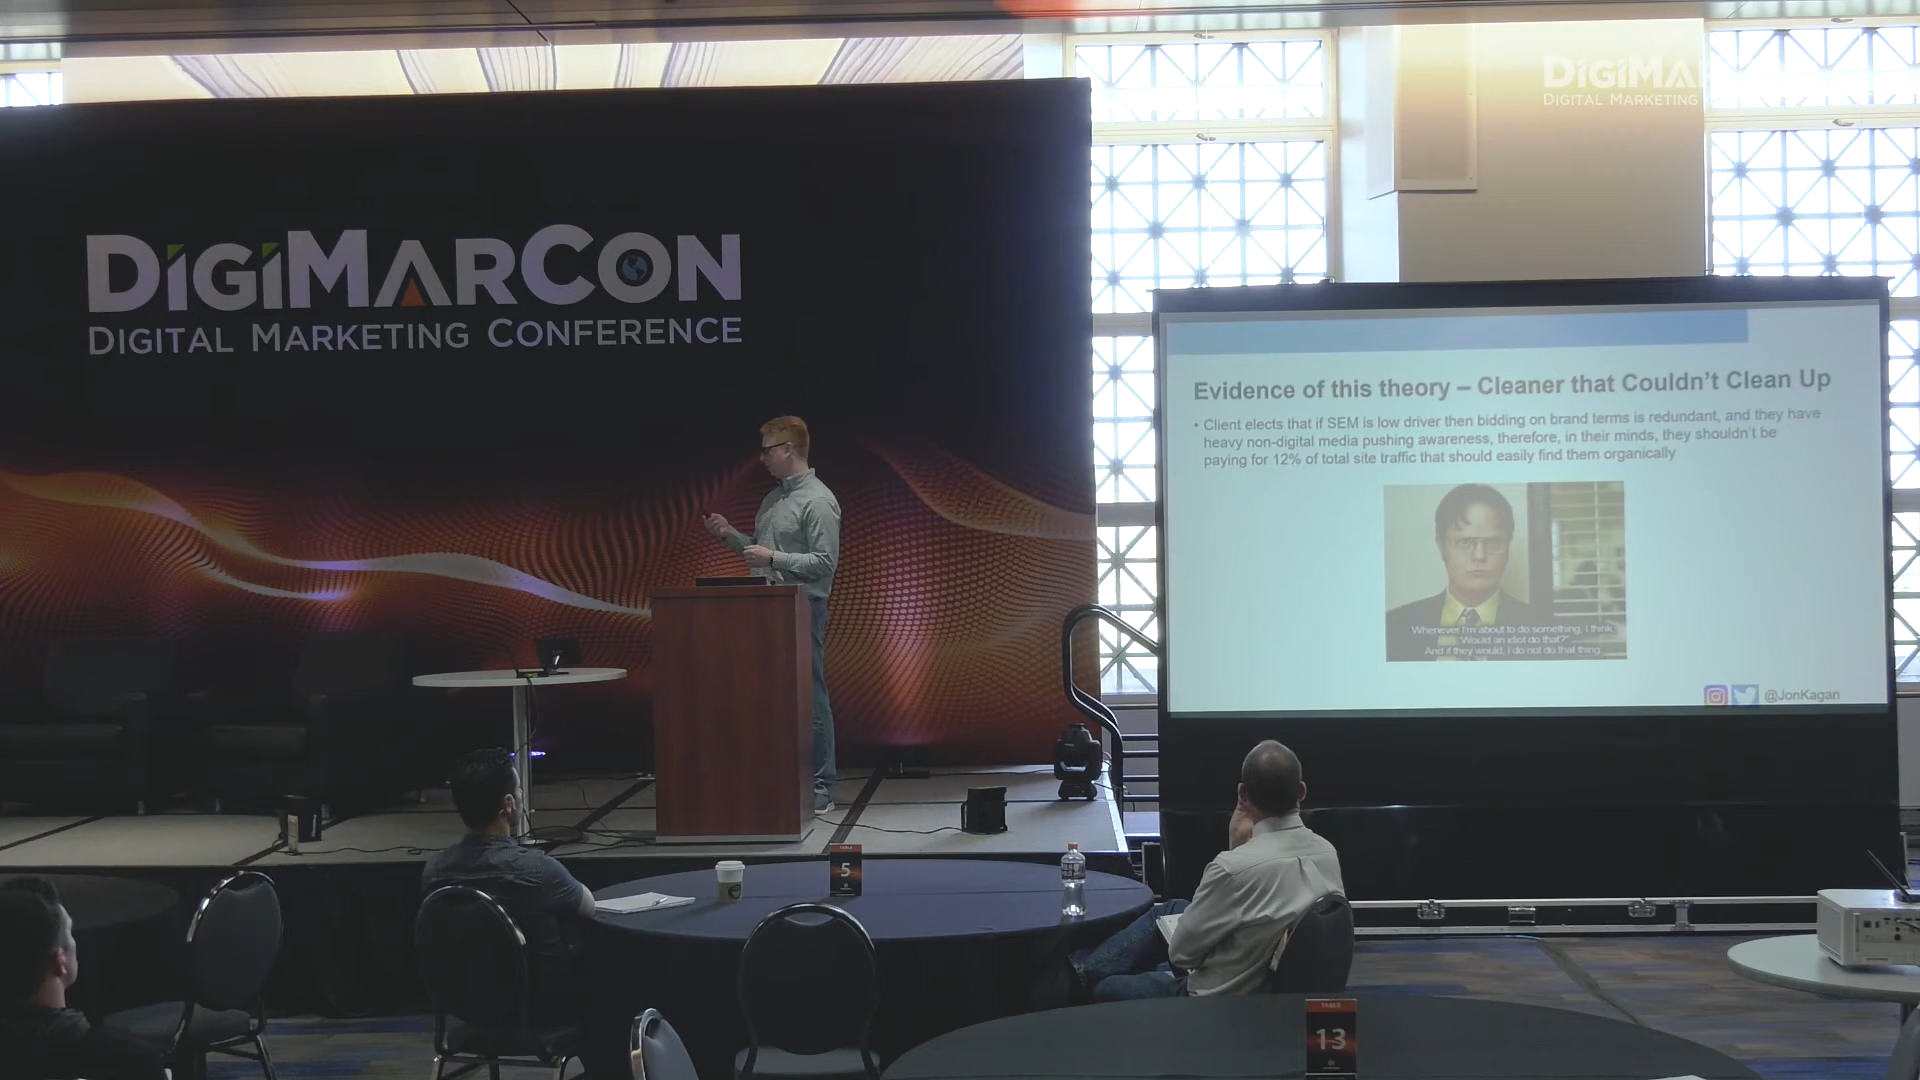 DIGIMARCON
DIGITAL MARKETING CONFERENCE
DIGIMA
DIGITAL MARKETING
Evidence of this theory – Cleaner that Couldn't Clean Up
• Client elects that if SEM is low driver then bidding on brand terms is redundant, and they have
heavy non-digital media pushing awareness, therefore, in their minds, they shouldn't be
paying for 12% of total site traffic that should easily find them organically
Whenever I'm about to do something, I think,
"Would an idiot do that?"
And if they would, I do not do that thing.
@JonKagan
TABLE
5
TABLE
13